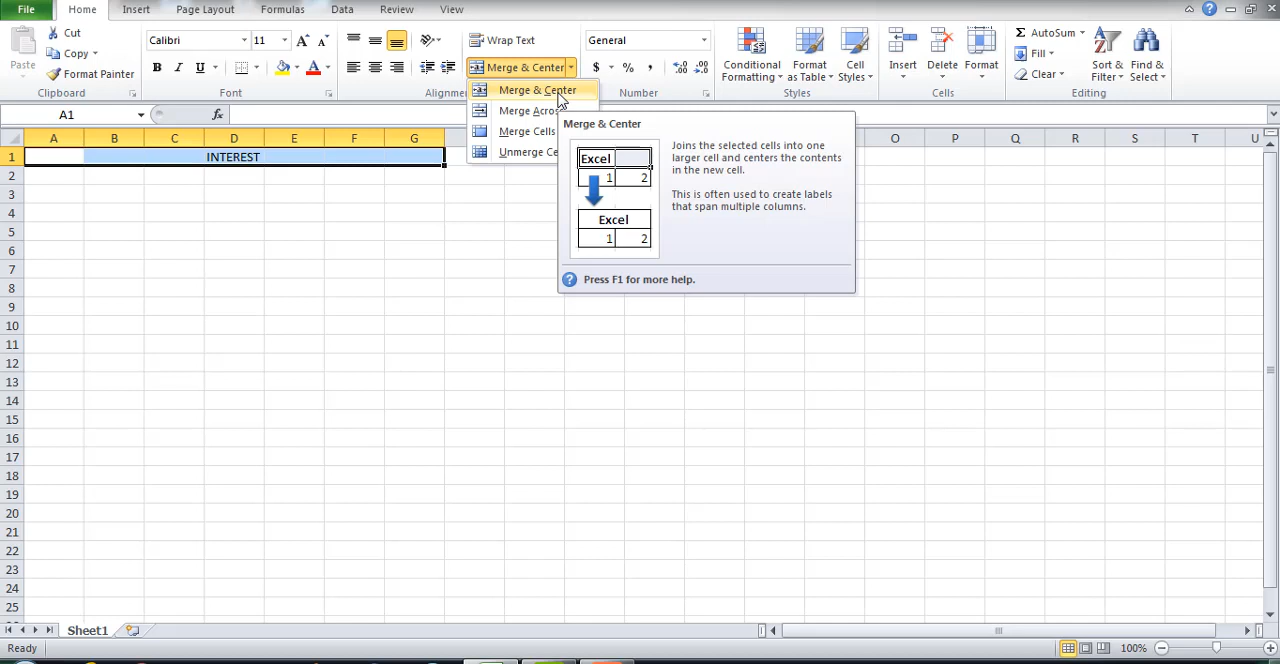 File Home Insert Page Layout Formulas Data Review View
Cut
Copy
Format Painter
Paste
Clipboard
Calibri 11
B I U
Font
Wrap Text
Merge & Center
General
$ % ,
Number
Conditional Formatting
Format as Table
Cell Styles
Styles
Insert Delete Format
Cells
Σ AutoSum
Fill
Clear
Sort & Filter
Find & Select
Editing
Merge & Center
Merge Cells
A1 fx
Merge & Center
Excel
1 2
Excel
1 2
Joins the selected cells into one
larger cell and centers the contents
in the new cell.
This is often used to create labels
that span multiple columns.
Press F1 for more help.
A B C D E F G O P Q R S T U
1 INTEREST
2
3
4
5
6
7
8
9
10
11
12
13
14
15
16
17
18
19
20
21
22
23
24
25
Sheet1
Ready 100%